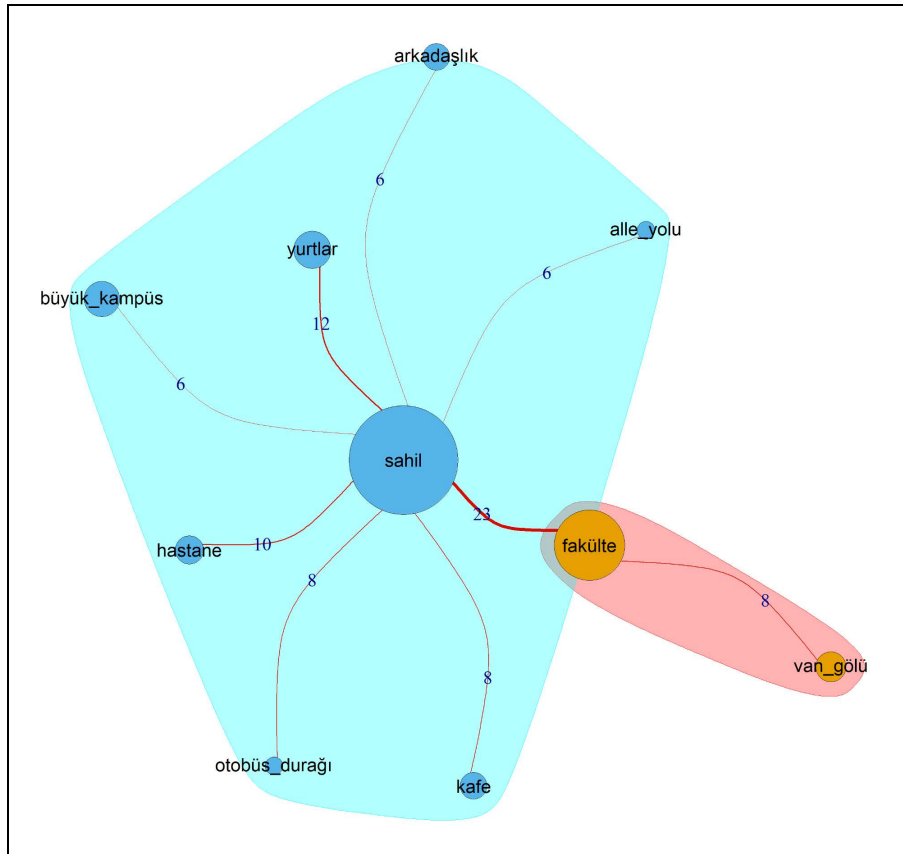 arkadaşlık
6
alle_yolu
yurtlar
6
büyük_kampüs
12
6
sahil
23
hastane
10
fakülte
8
8
van_gölü
8
otobüs_durağı
kafe